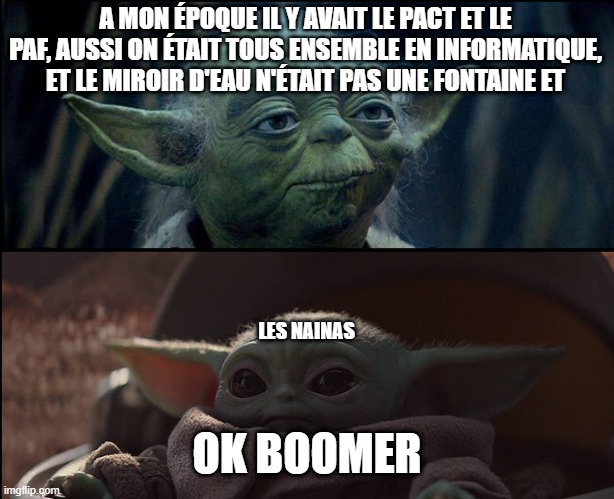 A MON ÉPOQUE IL Y AVAIT LE PACT ET LE
PAF, AUSSI ON ÉTAIT TOUS ENSEMBLE EN INFORMATIQUE,
ET LE MIROIR D'EAU N'ÉTAIT PAS UNE FONTAINE ET
LES NAINAS
OK BOOMER
imgflip.com